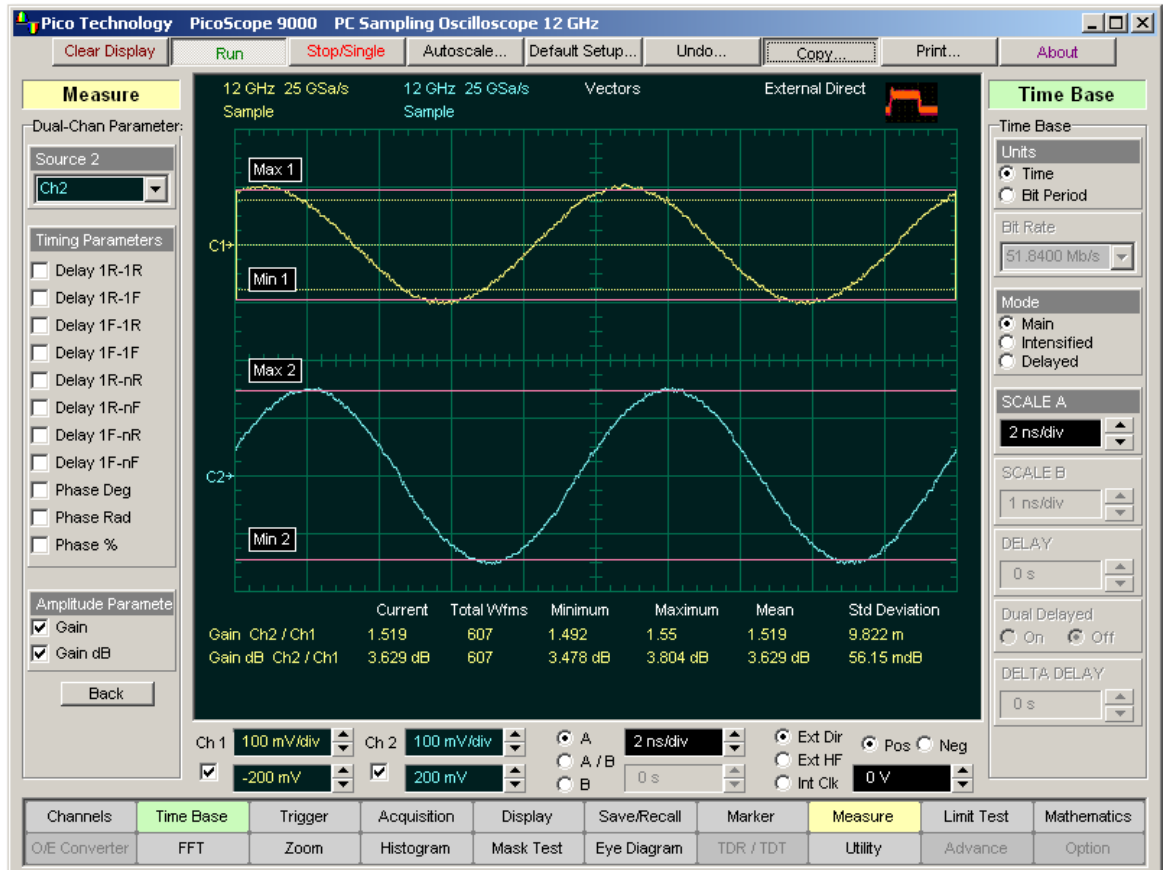 Pico Technology PicoScope 9000 PC Sampling Oscilloscope 12 GHz
Clear Display Run Stop/Single Autoscale... Default Setup... Undo... Copy... Print... About
Measure
Dual-Chan Parameter:
Source 2
Ch2
Timing Parameters
Delay 1R-1R
Delay 1R-1F
Delay 1F-1R
Delay 1F-1F
Delay 1R-nR
Delay 1R-nF
Delay 1F-nR
Delay 1F-nF
Phase Deg
Phase Rad
Phase %
Amplitude Paramete
Gain
Gain dB
Back
12 GHz 25 GSa/s 12 GHz 25 GSa/s Vectors External Direct
Sample Sample
Max 1
C1
Min 1
Max 2
C2
Min 2
Current Total Wfms Minimum Maximum Mean Std Deviation
Gain Ch2 / Ch1 1.519 607 1.492 1.55 1.519 9.822 m
Gain dB Ch2 / Ch1 3.629 dB 607 3.478 dB 3.804 dB 3.629 dB 56.15 mdB
Time Base
Time Base
Units
Time
Bit Period
Bit Rate
51.8400 Mb/s
Mode
Main
Intensified
Delayed
SCALE A
2 ns/div
SCALE B
1 ns/div
DELAY
0 s
Dual Delayed
On Off
DELTA DELAY
0 s
Ch 1 100 mV/div Ch 2 100 mV/div A 2 ns/div Ext Dir Pos Neg
A / B Ext HF
-200 mV 200 mV B 0 s Int Clk 0 V
Channels Time Base Trigger Acquisition Display Save/Recall Marker Measure Limit Test Mathematics
O/E Converter FFT Zoom Histogram Mask Test Eye Diagram TDR / TDT Utility Advance Option